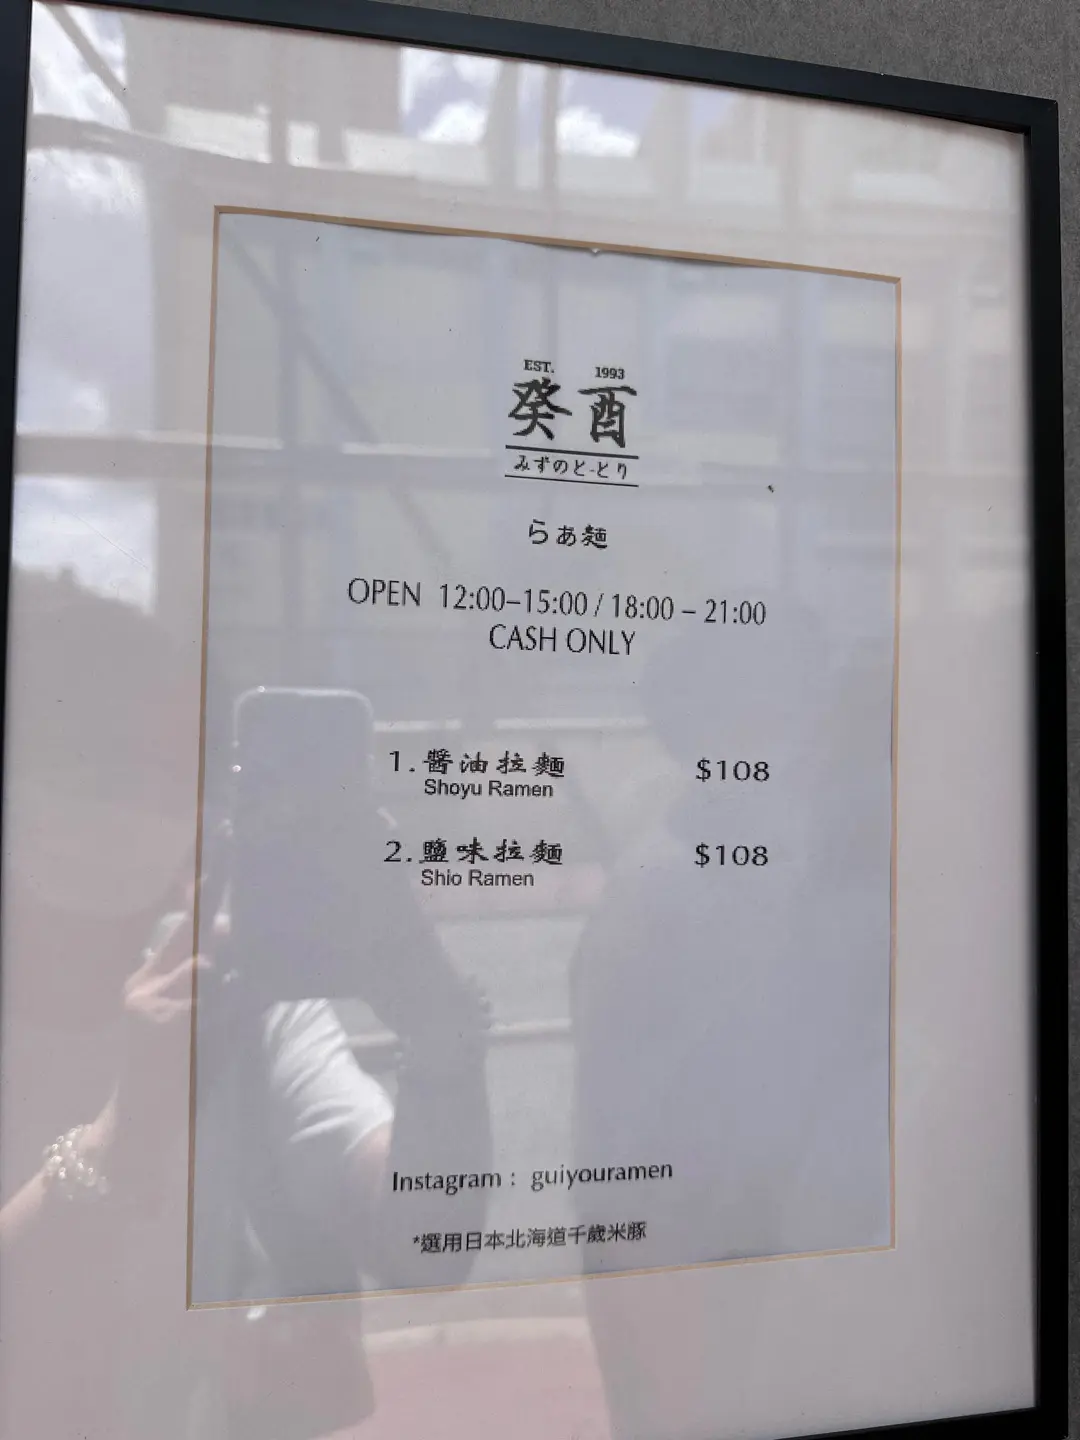 EST. 1993
癸酉
みずのと-とり
らぁ麺
OPEN 12:00–15:00 / 18:00 – 21:00
CASH ONLY
1. 醬油拉麵 $108
Shoyu Ramen
2. 鹽味拉麵 $108
Shio Ramen
Instagram : guiyouramen
*選用日本北海道千歲米豚